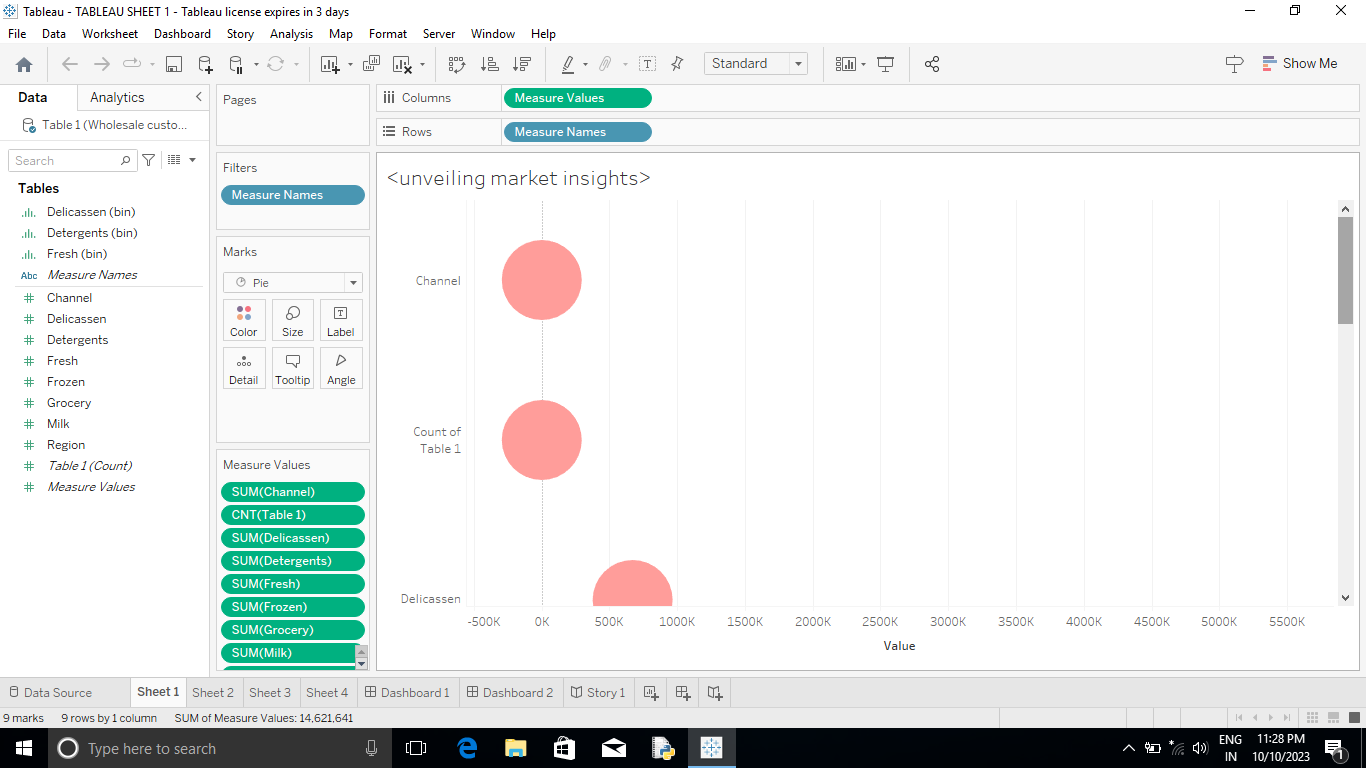 Tableau - TABLEAU SHEET 1 - Tableau license expires in 3 days
File Data Worksheet Dashboard Story Analysis Map Format Server Window Help
Standard
Show Me
Data Analytics
Table 1 (Wholesale custo...
Search
Tables
Delicassen (bin)
Detergents (bin)
Fresh (bin)
Abc Measure Names
Channel
Delicassen
Detergents
Fresh
Frozen
Grocery
Milk
Region
Table 1 (Count)
Measure Values
Pages
Filters
Measure Names
Marks
Pie
Color Size Label
Detail Tooltip Angle
Measure Values
SUM(Channel)
CNT(Table 1)
SUM(Delicassen)
SUM(Detergents)
SUM(Fresh)
SUM(Frozen)
SUM(Grocery)
SUM(Milk)
Columns Measure Values
Rows Measure Names
<unveiling market insights>
Channel
Count of
Table 1
Delicassen
-500K 0K 500K 1000K 1500K 2000K 2500K 3000K 3500K 4000K 4500K 5000K 5500K
Value
Data Source Sheet 1 Sheet 2 Sheet 3 Sheet 4 Dashboard 1 Dashboard 2 Story 1
9 marks 9 rows by 1 column SUM of Measure Values: 14,621,641
Type here to search
ENG
IN
11:28 PM
10/10/2023
1